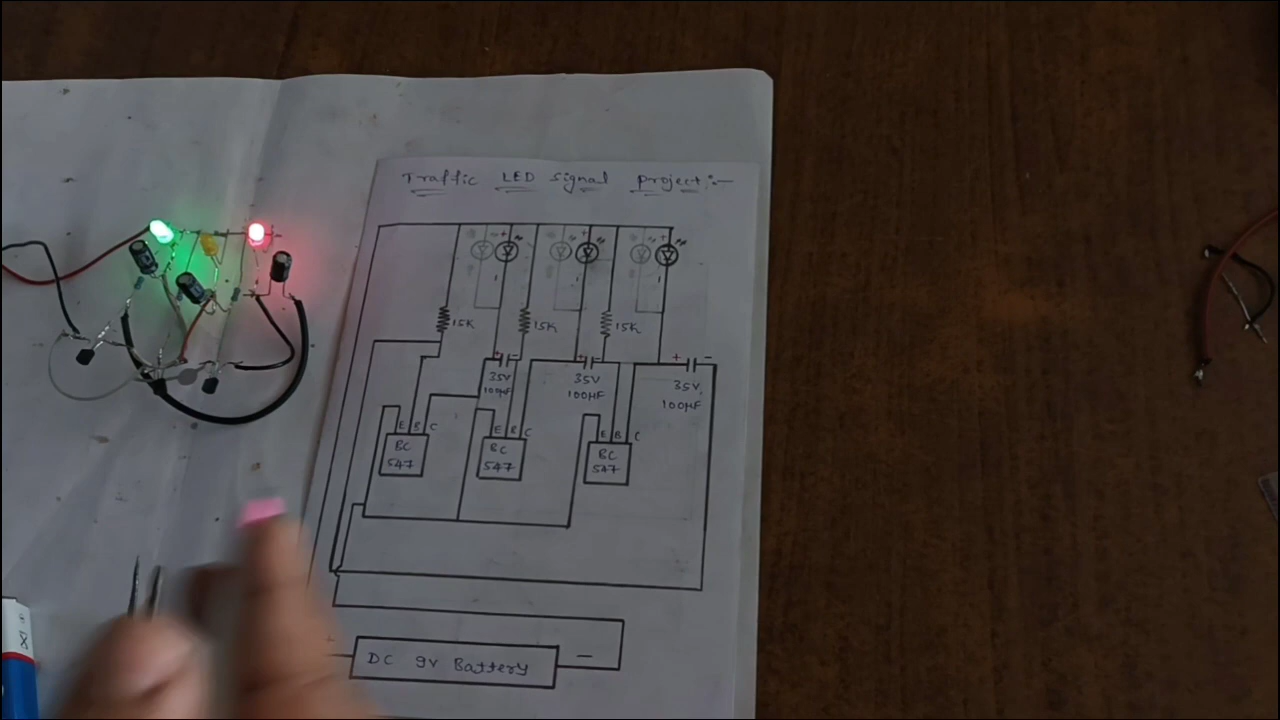 Traffic LED signal project:-
+ + +
15K 15K 15K
+ - + - + -
35V 35V 35V
100µF 100µF 100µF
E B C E B C E B C
BC BC BC
547 547 547
+ -
DC 9V Battery